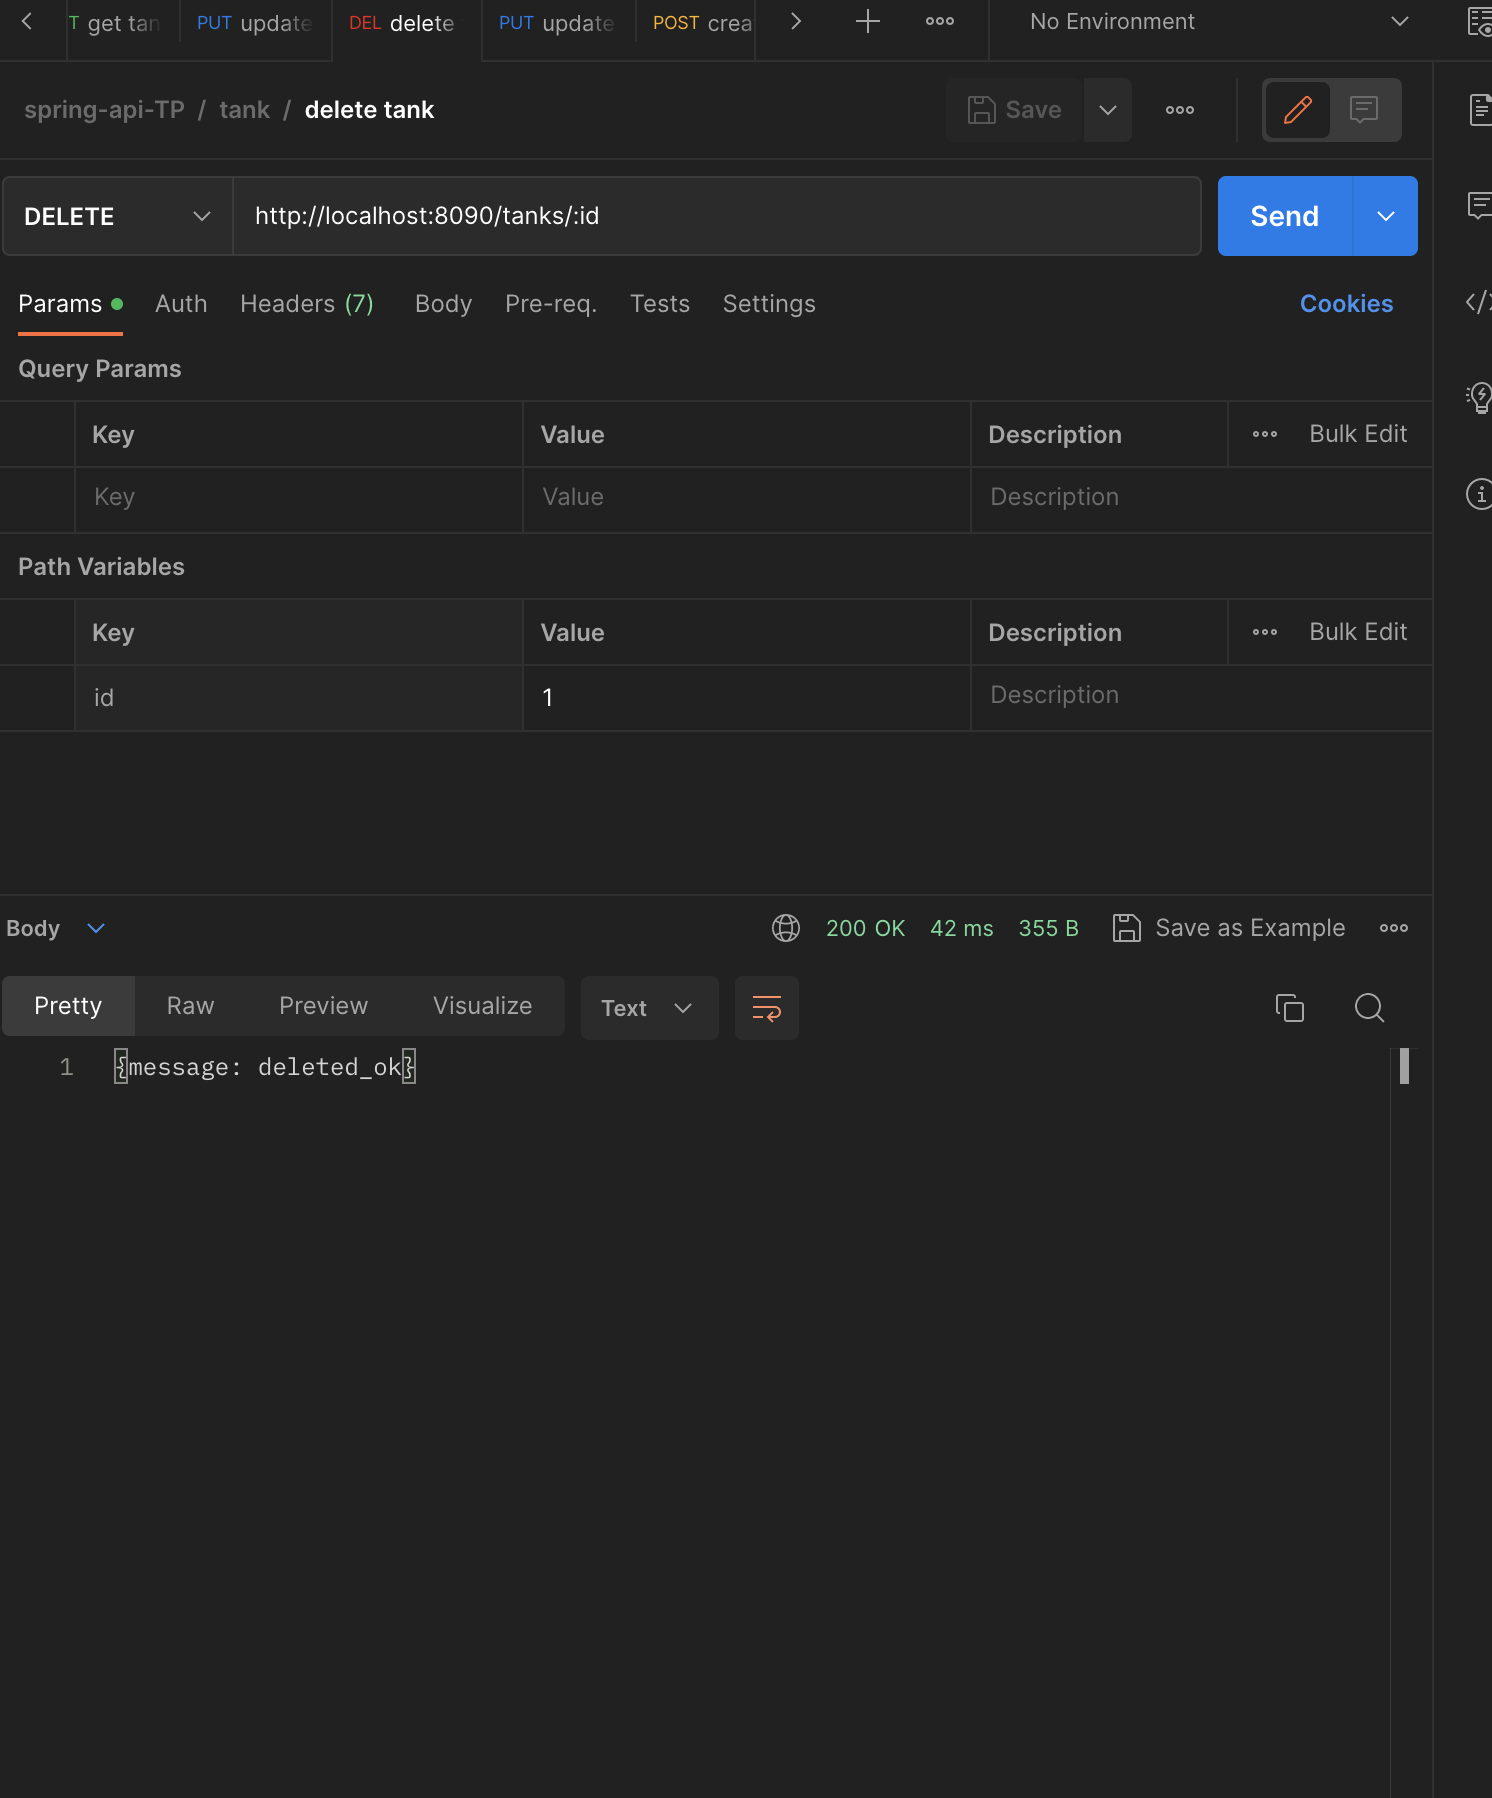 T get tan PUT update DEL delete PUT update POST crea No Environment
spring-api-TP / tank / delete tank Save
DELETE http://localhost:8090/tanks/:id Send
Params Auth Headers (7) Body Pre-req. Tests Settings Cookies
Query Params
Key Value Description Bulk Edit
Key Value Description
Path Variables
Key Value Description Bulk Edit
id 1 Description
Body 200 OK 42 ms 355 B Save as Example
Pretty Raw Preview Visualize Text
1 {message: deleted_ok}